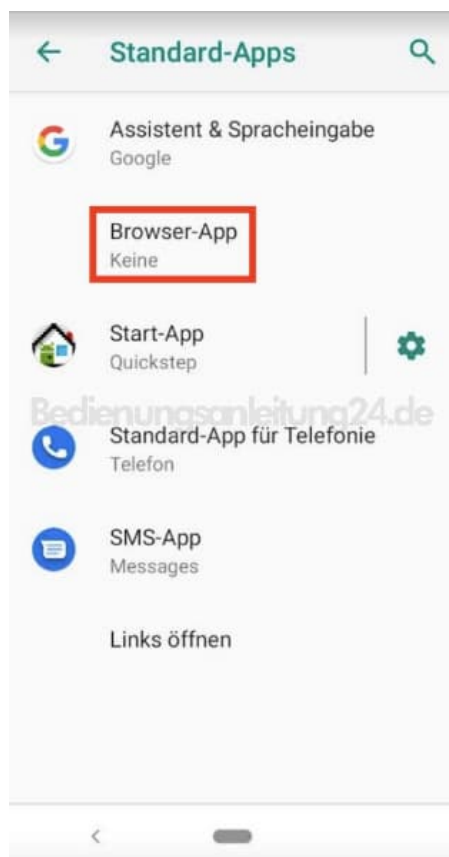 Standard-Apps
Assistent & Spracheingabe
Google
Browser-App
Keine
Start-App
Quickstep
Bedienungsanleitung24.de
Standard-App für Telefonie
Telefon
SMS-App
Messages
Links öffnen